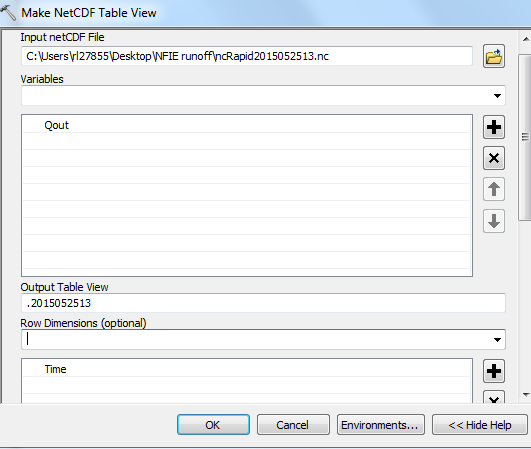 Make NetCDF Table View
Input netCDF File
C:\Users\rl27855\Desktop\NFIE runoff\ncRapid2015052513.nc
Variables
Qout
Output Table View
.2015052513
Row Dimensions (optional)
Time
OK
Cancel
Environments...
<< Hide Help